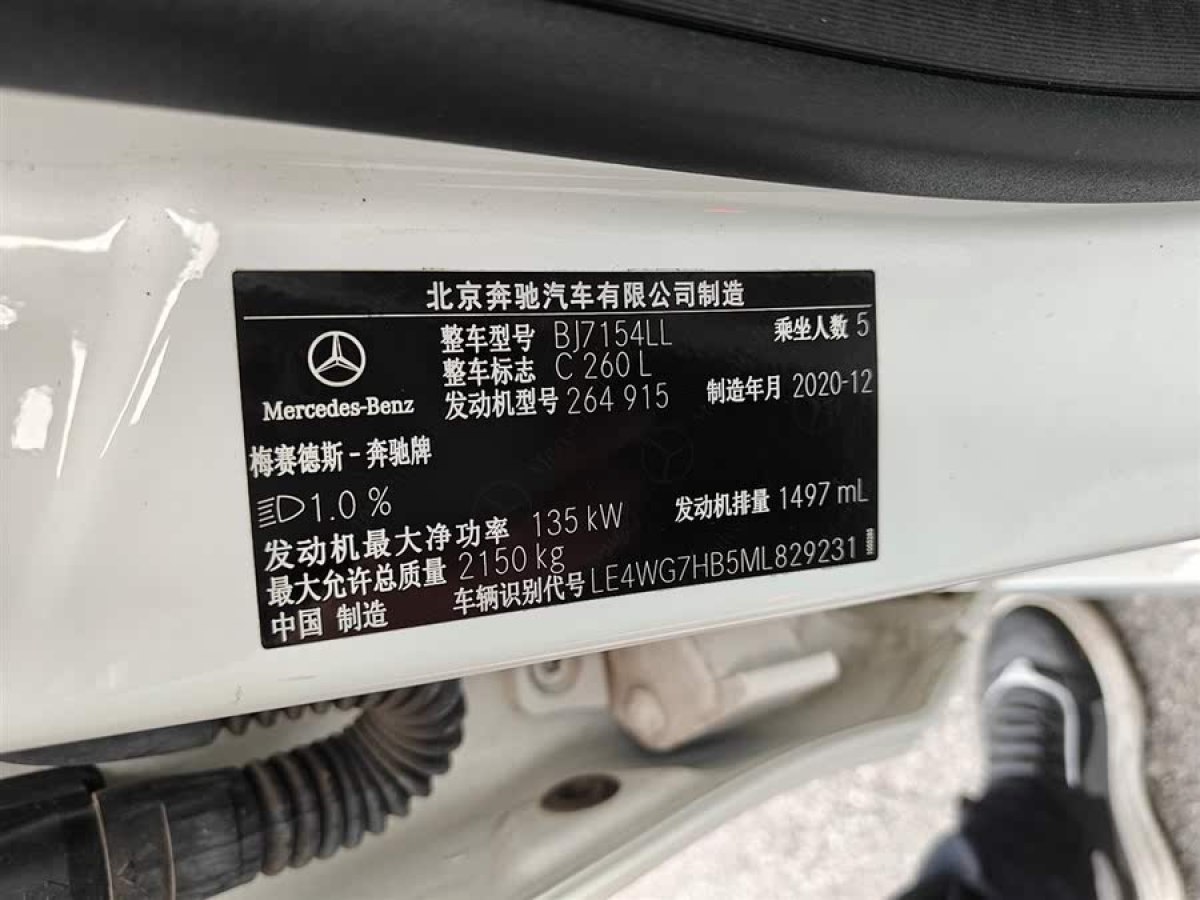 北京奔驰汽车有限公司制造
整车型号 BJ7154LL 乘坐人数 5
整车标志 C 260 L
发动机型号 264 915 制造年月 2020-12
Mercedes-Benz
梅赛德斯-奔驰牌
1.0 %
发动机最大净功率 135 kW 发动机排量 1497 mL
最大允许总质量 2150 kg
中国 制造 车辆识别代号 LE4WG7HB5ML829231